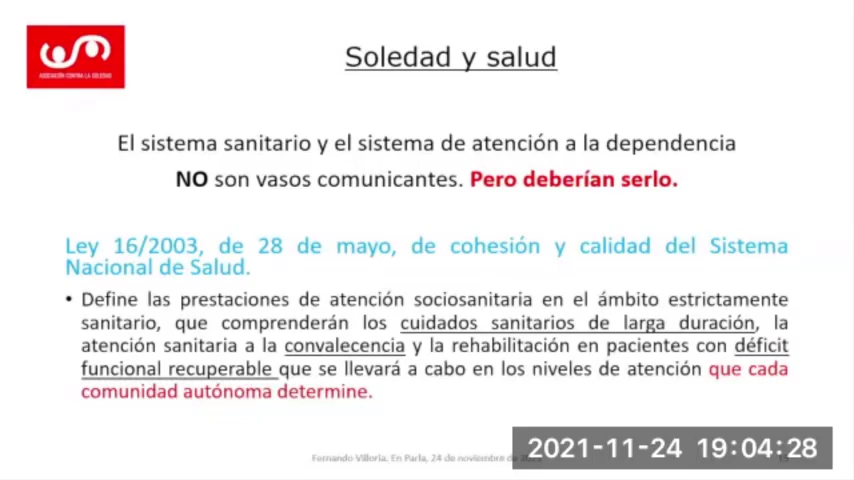 ASOCIACIÓN CONTRA LA SOLEDAD
Soledad y salud
El sistema sanitario y el sistema de atención a la dependencia
NO son vasos comunicantes. Pero deberían serlo.
Ley 16/2003, de 28 de mayo, de cohesión y calidad del Sistema
Nacional de Salud.
• Define las prestaciones de atención sociosanitaria en el ámbito estrictamente
sanitario, que comprenderán los cuidados sanitarios de larga duración, la
atención sanitaria a la convalecencia y la rehabilitación en pacientes con déficit
funcional recuperable que se llevará a cabo en los niveles de atención que cada
comunidad autónoma determine.
Fernando Villoria. En Parla, 24 de noviembre de
2021-11-24 19:04:28